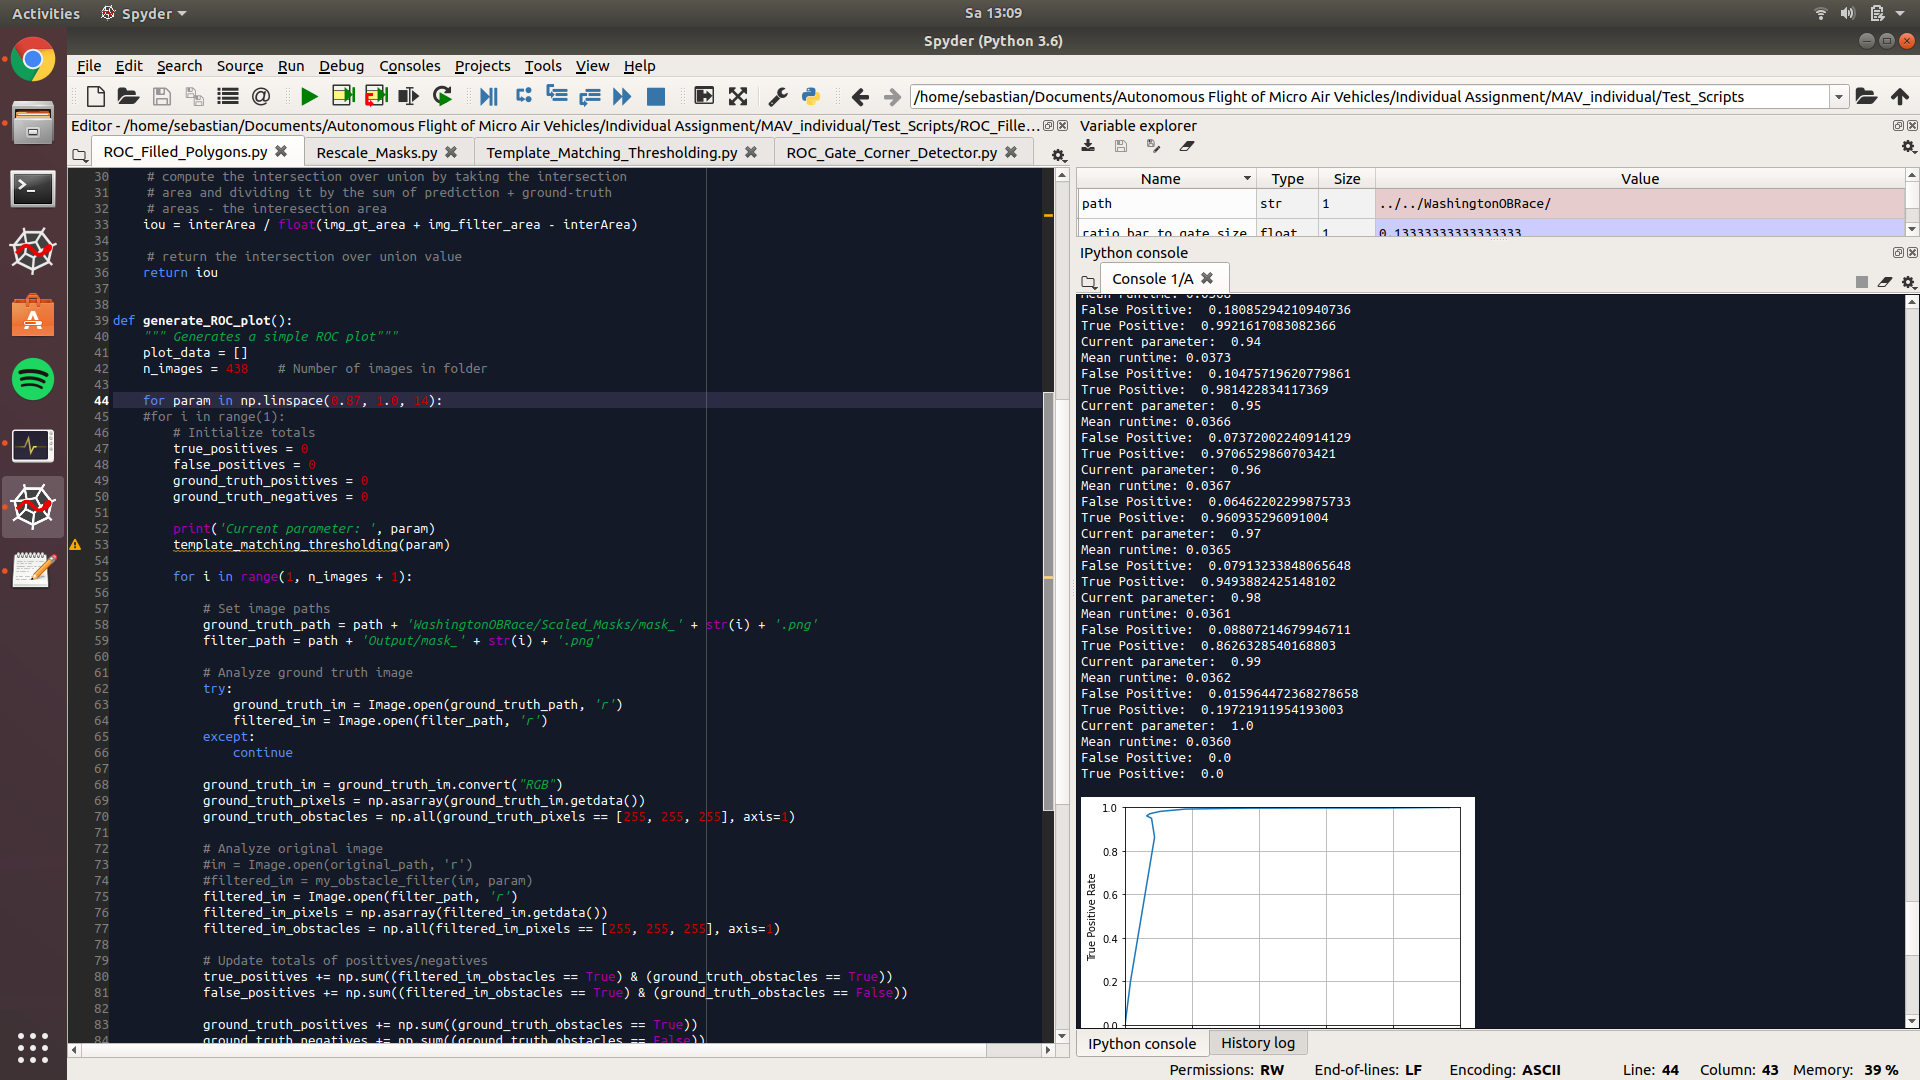 Activities
Spyder
Sa 13:09
Spyder (Python 3.6)
File Edit Search Source Run Debug Consoles Projects Tools View Help
/home/sebastian/Documents/Autonomous Flight of Micro Air Vehicles/Individual Assignment/MAV_individual/Test_Scripts
Editor - /home/sebastian/Documents/Autonomous Flight of Micro Air Vehicles/Individual Assignment/MAV_individual/Test_Scripts/ROC_Fille...
ROC_Filled_Polygons.py Rescale_Masks.py Template_Matching_Thresholding.py ROC_Gate_Corner_Detector.py
30 # compute the intersection over union by taking the intersection
31 # area and dividing it by the sum of prediction + ground-truth
32 # areas - the interesection area
33 iou = interArea / float(img_gt_area + img_filter_area - interArea)
34
35 # return the intersection over union value
36 return iou
37
38
39 def generate_ROC_plot():
40 """ Generates a simple ROC plot"""
41 plot_data = []
42 n_images = 438 # Number of images in folder
43
44 for param in np.linspace(0.87, 1.0, 14):
45 #for i in range(1):
46 # Initialize totals
47 true_positives = 0
48 false_positives = 0
49 ground_truth_positives = 0
50 ground_truth_negatives = 0
51
52 print('Current parameter: ', param)
53 template_matching_thresholding(param)
54
55 for i in range(1, n_images + 1):
56
57 # Set image paths
58 ground_truth_path = path + 'WashingtonOBRace/Scaled_Masks/mask_' + str(i) + '.png'
59 filter_path = path + 'Output/mask_' + str(i) + '.png'
60
61 # Analyze ground truth image
62 try:
63 ground_truth_im = Image.open(ground_truth_path, 'r')
64 filtered_im = Image.open(filter_path, 'r')
65 except:
66 continue
67
68 ground_truth_im = ground_truth_im.convert("RGB")
69 ground_truth_pixels = np.asarray(ground_truth_im.getdata())
70 ground_truth_obstacles = np.all(ground_truth_pixels == [255, 255, 255], axis=1)
71
72 # Analyze original image
73 #im = Image.open(original_path, 'r')
74 #filtered_im = my_obstacle_filter(im, param)
75 filtered_im = Image.open(filter_path, 'r')
76 filtered_im_pixels = np.asarray(filtered_im.getdata())
77 filtered_im_obstacles = np.all(filtered_im_pixels == [255, 255, 255], axis=1)
78
79 # Update totals of positives/negatives
80 true_positives += np.sum((filtered_im_obstacles == True) & (ground_truth_obstacles == True))
81 false_positives += np.sum((filtered_im_obstacles == True) & (ground_truth_obstacles == False))
82
83 ground_truth_positives += np.sum((ground_truth_obstacles == True))
84 ground_truth_negatives += np.sum((ground_truth_obstacles == False))
Variable explorer
Name Type Size Value
path str 1 ../../WashingtonOBRace/
ratio_bar_to_gate_size float 1 0.13333333333333333
IPython console
Console 1/A
Mean runtime: 0.0368
False Positive: 0.18085294210940736
True Positive: 0.9921617083082366
Current parameter: 0.94
Mean runtime: 0.0373
False Positive: 0.10475719620779861
True Positive: 0.981422834117369
Current parameter: 0.95
Mean runtime: 0.0366
False Positive: 0.07372002240914129
True Positive: 0.9706529860703421
Current parameter: 0.96
Mean runtime: 0.0367
False Positive: 0.06462202299875733
True Positive: 0.960935296091004
Current parameter: 0.97
Mean runtime: 0.0365
False Positive: 0.07913233848065648
True Positive: 0.9493882425148102
Current parameter: 0.98
Mean runtime: 0.0361
False Positive: 0.08807214679946711
True Positive: 0.8626328540168803
Current parameter: 0.99
Mean runtime: 0.0362
False Positive: 0.015964472368278658
True Positive: 0.19721911954193003
Current parameter: 1.0
Mean runtime: 0.0360
False Positive: 0.0
True Positive: 0.0
1.0
0.8
0.6
0.4
0.2
0.0
True Positive Rate
IPython console History log
Permissions: RW End-of-lines: LF Encoding: ASCII Line: 44 Column: 43 Memory: 39 %